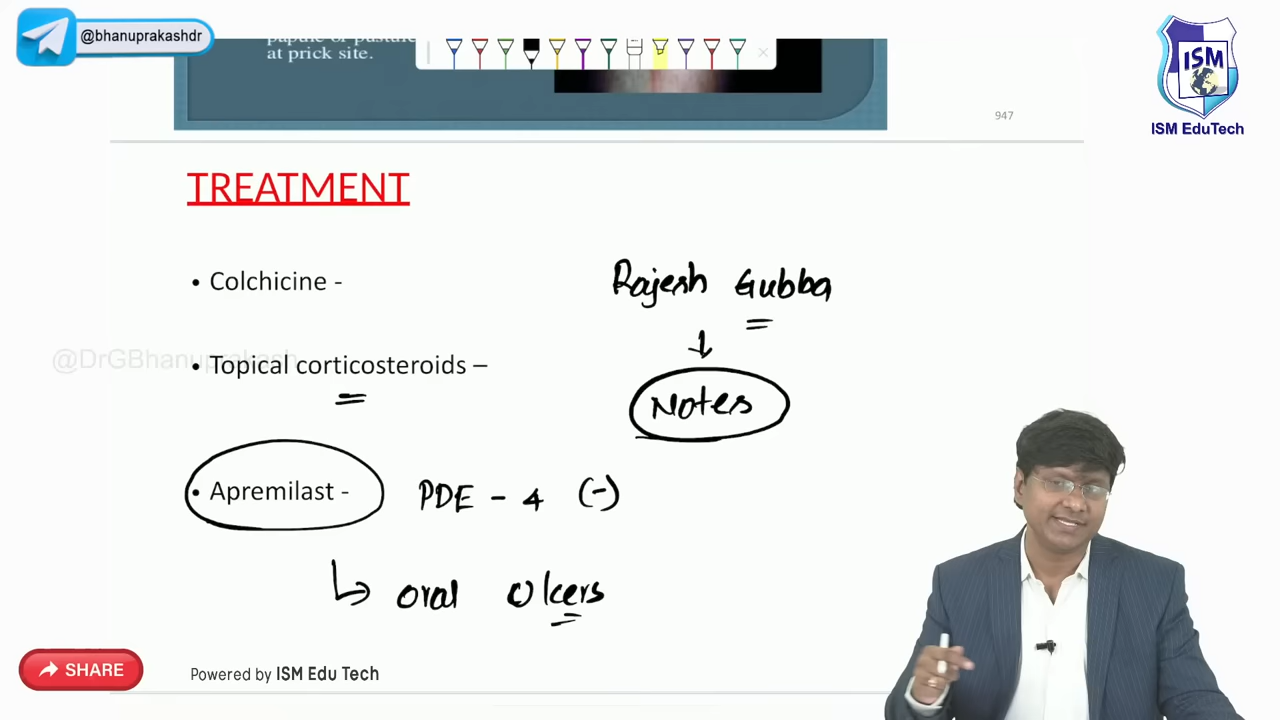 @bhanuprakashdr
at prick site.
ISM
ISM EduTech
947
TREATMENT
• Colchicine -
Rajesh Gubba
@DrGBhanuprakash
• Topical corticosteroids –
Notes
• Apremilast -
PDE - 4 (-)
oral Ulcers
SHARE
Powered by ISM Edu Tech